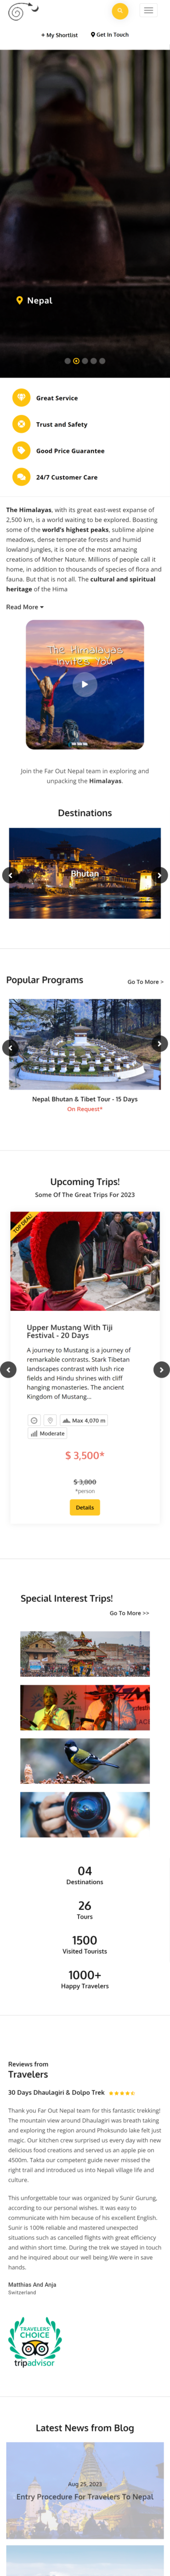 + My Shortlist
Get In Touch
Nepal
Great Service
Trust and Safety
Good Price Guarantee
24/7 Customer Care
The Himalayas, with its great east-west expanse of
2,500 km, is a world waiting to be explored. Boasting
some of the world's highest peaks, sublime alpine
meadows, dense temperate forests and humid
lowland jungles, it is one of the most amazing
creations of Mother Nature. Millions of people call it
home, in addition to thousands of species of flora and
fauna. But that is not all. The cultural and spiritual
heritage of the Hima
Read More
The Himalayas
invites You
Join the Far Out Nepal team in exploring and
unpacking the Himalayas.
Destinations
Bhutan
Popular Programs
Go To More >
Nepal Bhutan & Tibet Tour - 15 Days
On Request*
Upcoming Trips!
Some Of The Great Trips For 2023
TOP DEAL!
Upper Mustang With Tiji
Festival - 20 Days
A journey to Mustang is a journey of
remarkable contrasts. Stark Tibetan
landscapes contrast with lush rice
fields and Hindu shrines with cliff
hanging monasteries. The ancient
Kingdom of Mustang...
Max 4,070 m
Moderate
$ 3,500*
$ 3,800
*person
Details
Special Interest Trips!
Go To More >>
04
Destinations
26
Tours
1500
Visited Tourists
1000+
Happy Travelers
Reviews from
Travelers
30 Days Dhaulagiri & Dolpo Trek
Thank you Far Out Nepal team for this fantastic trekking!
The mountain view around Dhaulagiri was breath taking
and exploring the region around Phoksundo lake felt just
magic. Our kitchen crew surprised us every day with new
delicious food creations and served us an apple pie on
4500m. Takta our competent guide never missed the
right trail and introduced us into Nepali village life and
culture.
This unforgettable tour was organized by Sunir Gurung,
according to our personal wishes. It was easy to
communicate with him because of his excellent English.
Sunir is 100% reliable and mastered unexpected
situations such as cancelled flights with great efficiency
and within short time. During the trek we stayed in touch
and he inquired about our well being.We were in save
hands.
Matthias And Anja
Switzerland
TRAVELERS'
CHOICE
tripadvisor
Latest News from Blog
Aug 25, 2023
Entry Procedure For Travelers To Nepal